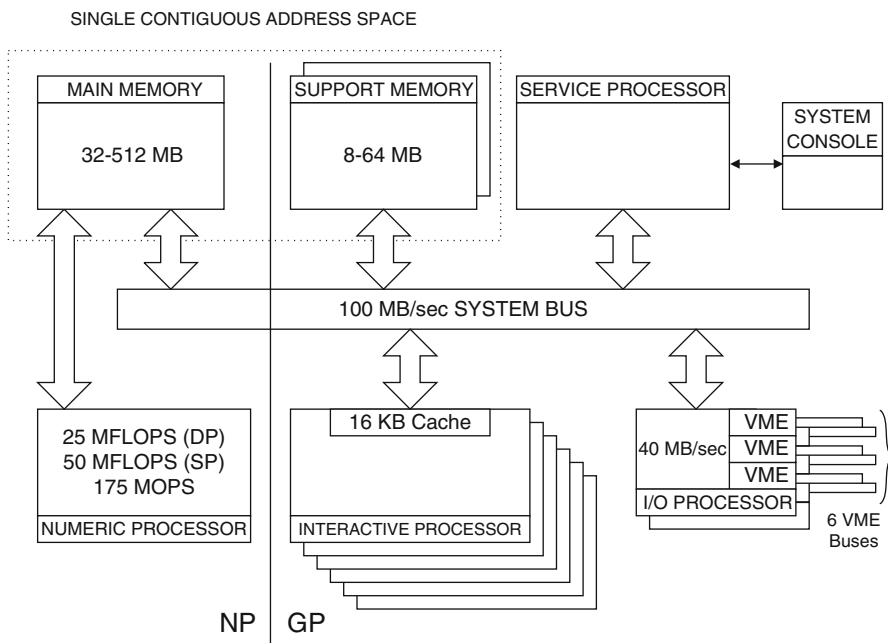 SINGLE CONTIGUOUS ADDRESS SPACE
MAIN MEMORY
32-512 MB
SUPPORT MEMORY
8-64 MB
SERVICE PROCESSOR
SYSTEM
CONSOLE
100 MB/sec SYSTEM BUS
25 MFLOPS (DP)
50 MFLOPS (SP)
175 MOPS
NUMERIC PROCESSOR
16 KB Cache
INTERACTIVE PROCESSOR
40 MB/sec
VME
VME
VME
I/O PROCESSOR
6 VME
Buses
NP
GP